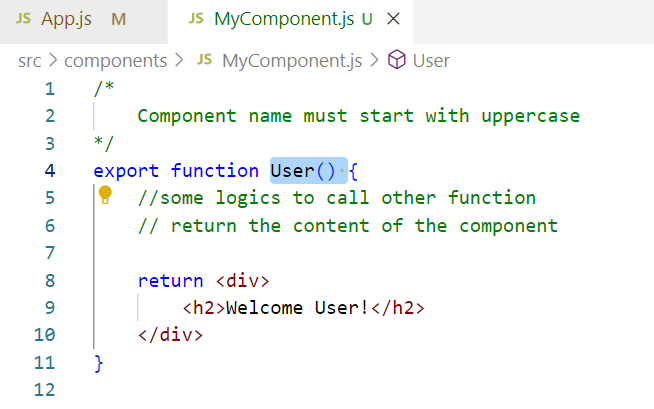 JS App.js M JS MyComponent.js U ×
src > components > JS MyComponent.js > User
1 /*
2 Component name must start with uppercase
3 */
4 export function User() {
5 //some logics to call other function
6 // return the content of the component
7
8 return <div>
9 <h2>Welcome User!</h2>
10 </div>
11 }
12